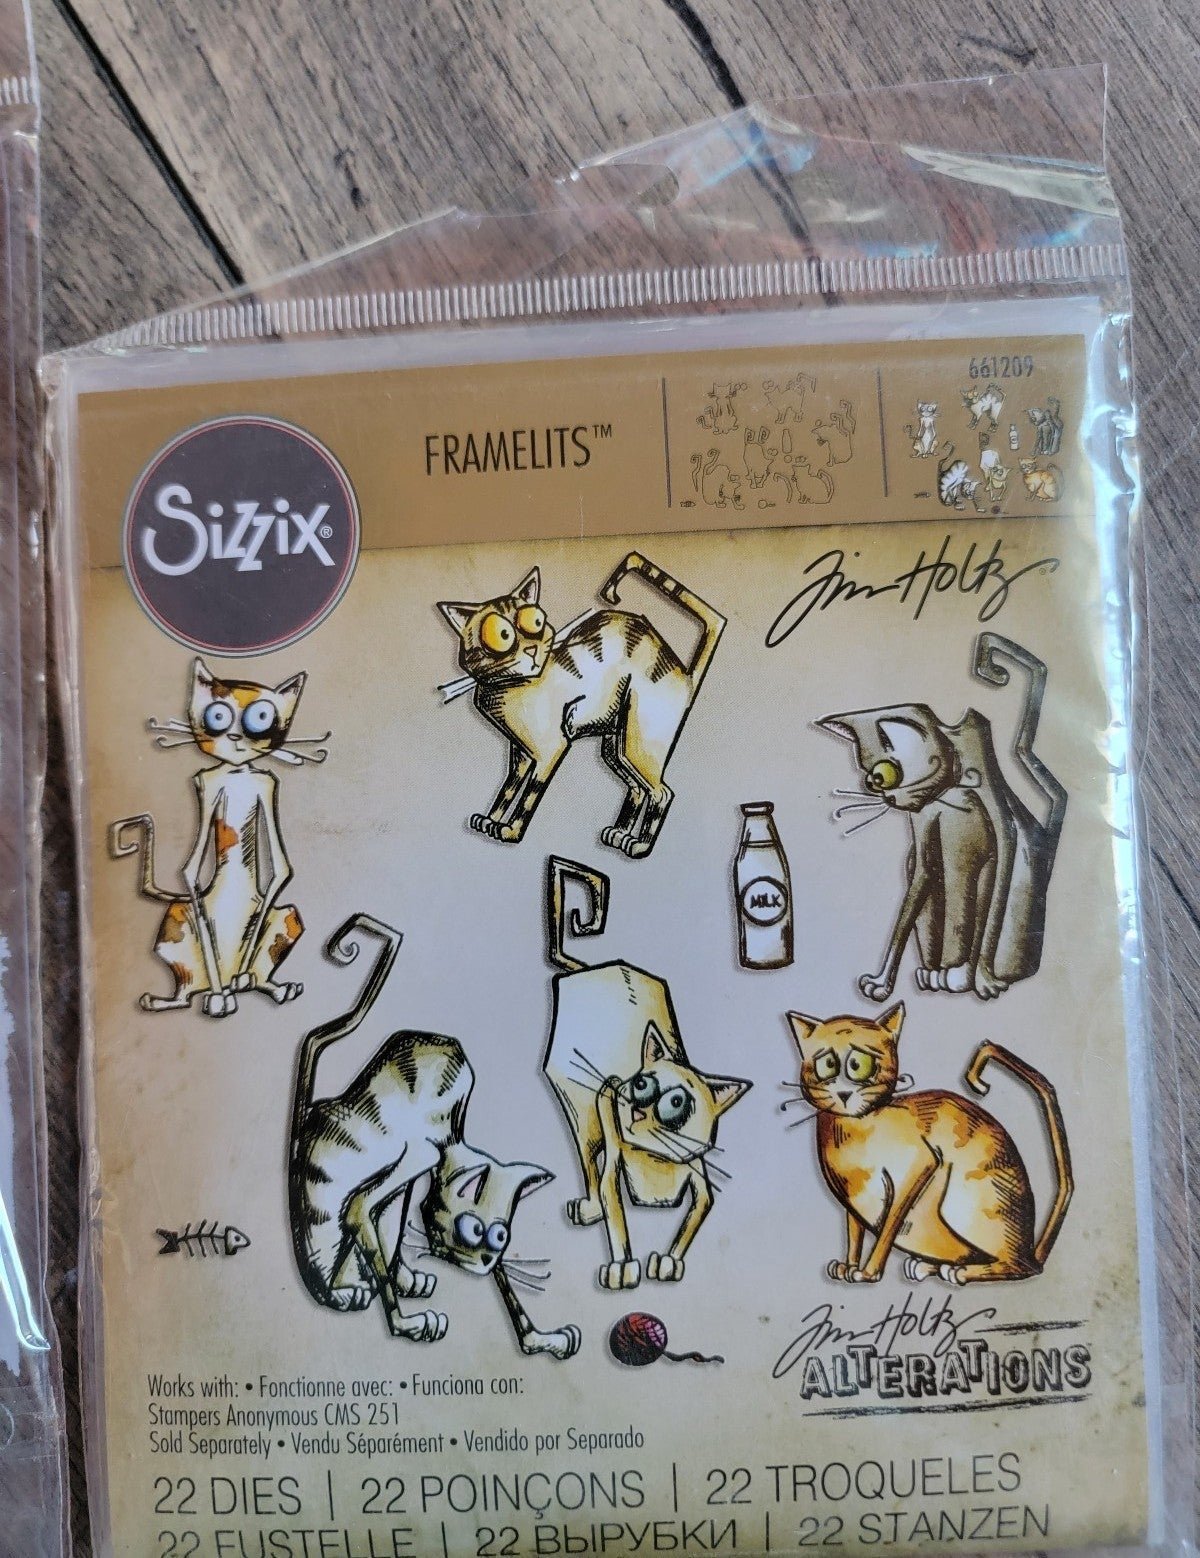 661209
FRAMELITS™
Sizzix®
Tim Holtz®
MILK
Tim Holtz
ALTERATIONS
Works with: • Fonctionne avec: • Funciona con:
Stampers Anonymous CMS 251
Sold Separately • Vendu Séparément • Vendido por Separado
22 DIES | 22 POINÇONS | 22 TROQUELES
22 FUSTELLE | 22 ВЫРУБКИ | 22 STANZEN